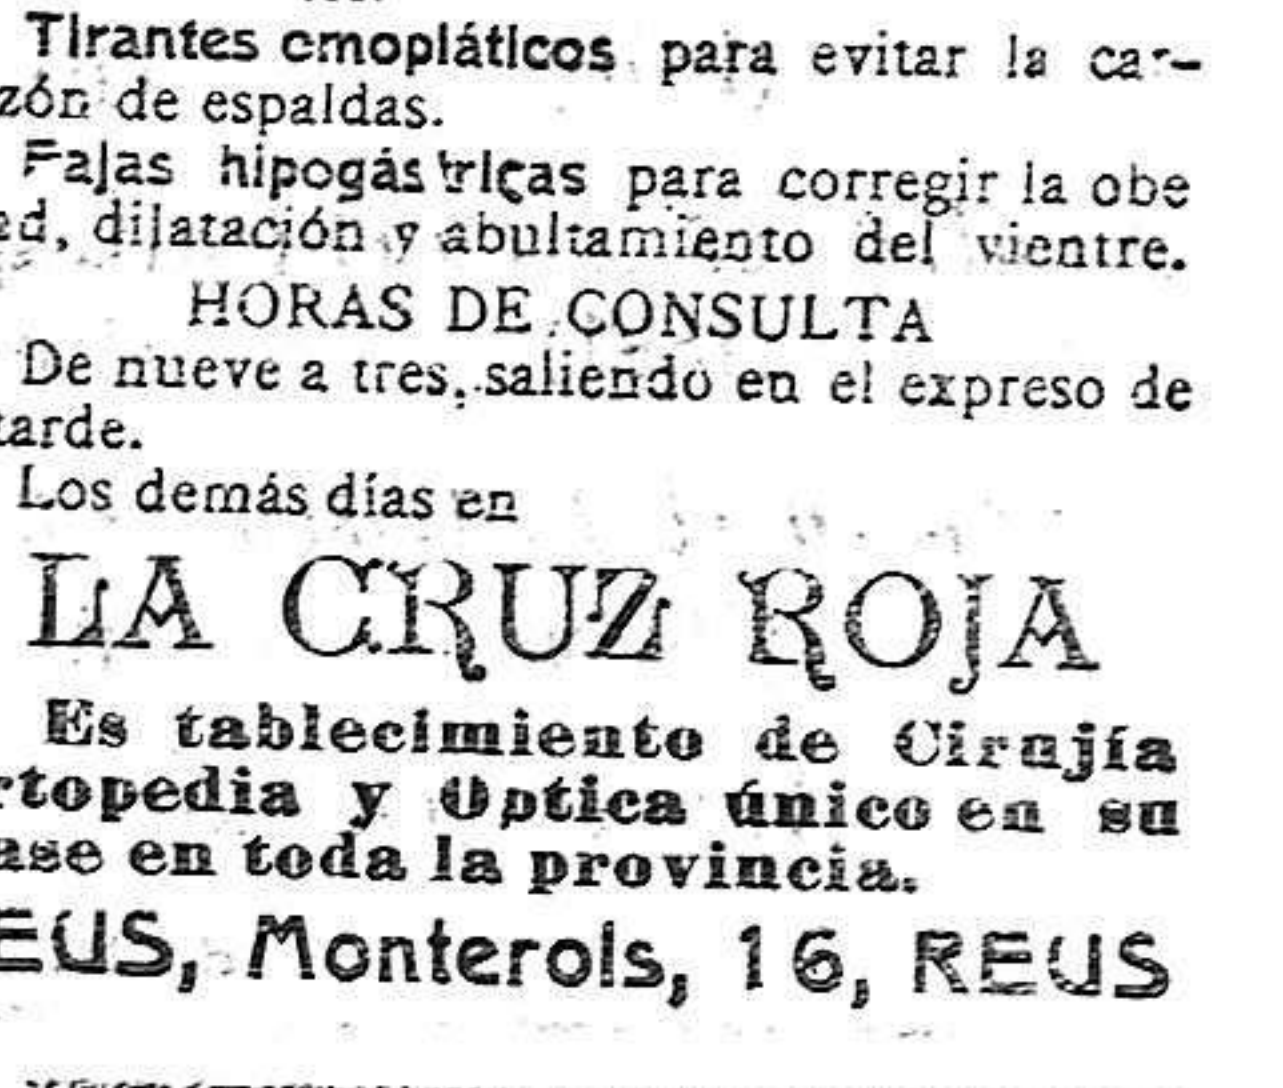 Tirantes cmopláticos para evitar la car-
zón de espaldas.
Fajas hipogástricas para corregir la obe
ed, dilatación y abultamiento del vientre.
HORAS DE CONSULTA
De nueve a tres, saliendo en el expreso de
tarde.
Los demás días en
LA CRUZ ROJA
Es tablecimiento de Cirujía
rtopedia y Optica único en su
ase en toda la provincia.
EUS, Monterols, 16, REUS